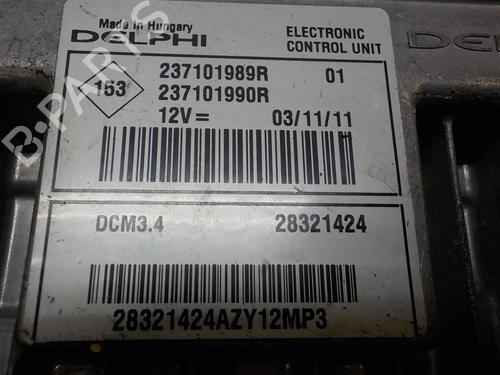 Made in Hungary
DELPHI
ELECTRONIC
CONTROL UNIT
153
237101989R 01
237101990R
12V= 03/11/11
DCM3.4 28321424
28321424AZY12MP3
B-PARTS
DEL